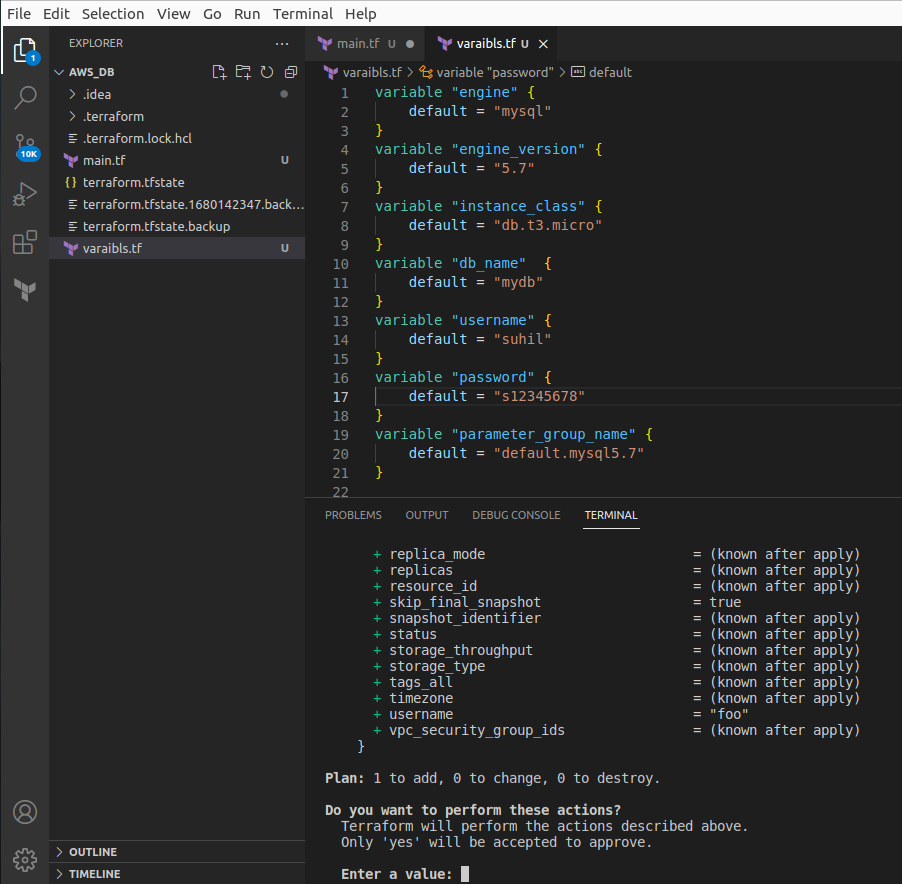 File Edit Selection View Go Run Terminal Help
EXPLORER
AWS_DB
.idea
.terraform
.terraform.lock.hcl
main.tf U
terraform.tfstate
terraform.tfstate.1680142347.back...
terraform.tfstate.backup
varaibls.tf U
OUTLINE
TIMELINE
1
10K
main.tf U
varaibls.tf U
varaibls.tf > variable "password" > abc default
1 variable "engine" {
2 default = "mysql"
3 }
4 variable "engine_version" {
5 default = "5.7"
6 }
7 variable "instance_class" {
8 default = "db.t3.micro"
9 }
10 variable "db_name"  {
11 default = "mydb"
12 }
13 variable "username" {
14 default = "suhil"
15 }
16 variable "password" {
17 default = "s12345678"
18 }
19 variable "parameter_group_name" {
20 default = "default.mysql5.7"
21 }
22
PROBLEMS OUTPUT DEBUG CONSOLE TERMINAL
+ replica_mode = (known after apply)
+ replicas = (known after apply)
+ resource_id = (known after apply)
+ skip_final_snapshot = true
+ snapshot_identifier = (known after apply)
+ status = (known after apply)
+ storage_throughput = (known after apply)
+ storage_type = (known after apply)
+ tags_all = (known after apply)
+ timezone = (known after apply)
+ username = "foo"
+ vpc_security_group_ids = (known after apply)
}
Plan: 1 to add, 0 to change, 0 to destroy.
Do you want to perform these actions?
Terraform will perform the actions described above.
Only 'yes' will be accepted to approve.
Enter a value: